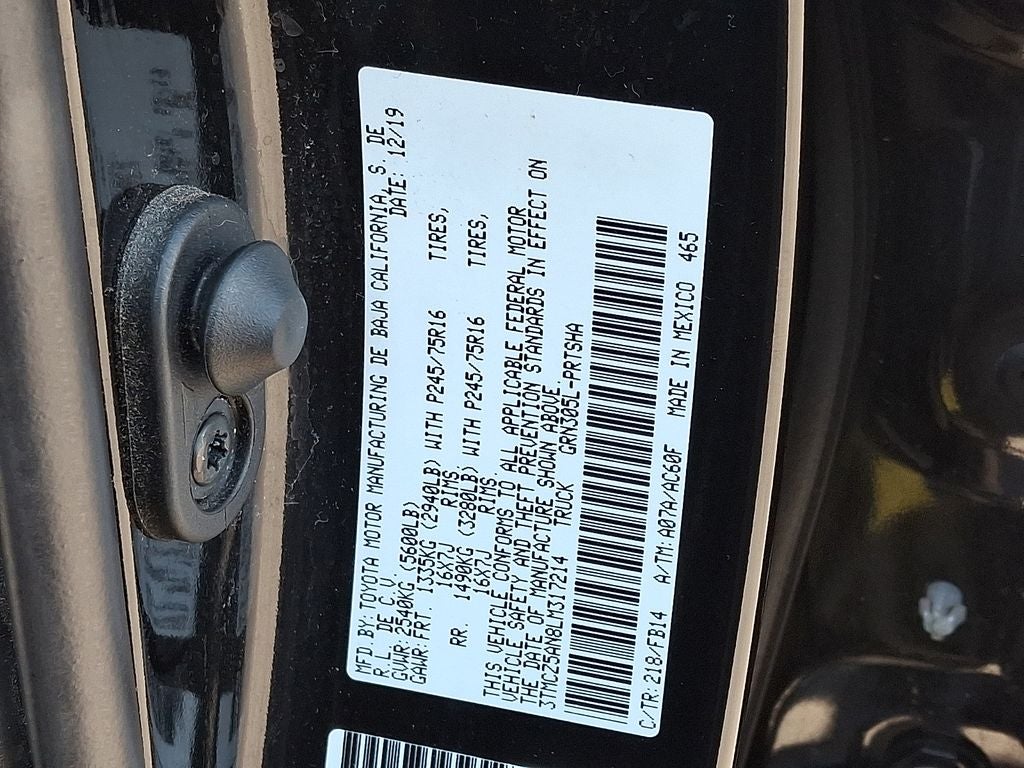 MFD.BY: TOYOTA MOTOR MANUFACTURING DE BAJA CALIFORNIA, S. DE
R.L. DE C.V. DATE: 12/19
GVWR: 2540KG (5600LB)
GAWR: FRT. 1335KG (2940LB) WITH P245/75R16 TIRES,
16X7J RIMS.
RR. 1490KG (3280LB) WITH P245/75R16 TIRES,
16X7J RIMS.
THIS VEHICLE CONFORMS TO ALL APPLICABLE FEDERAL MOTOR
VEHICLE SAFETY AND THEFT PREVENTION STANDARDS IN EFFECT ON
THE DATE OF MANUFACTURE SHOWN ABOVE.
3TMCZ5AN8LM317214 TRUCK GRN305L-PRTSHA
C/TR: 218/FB14 A/TM: A07A/AC60F MADE IN MEXICO 465